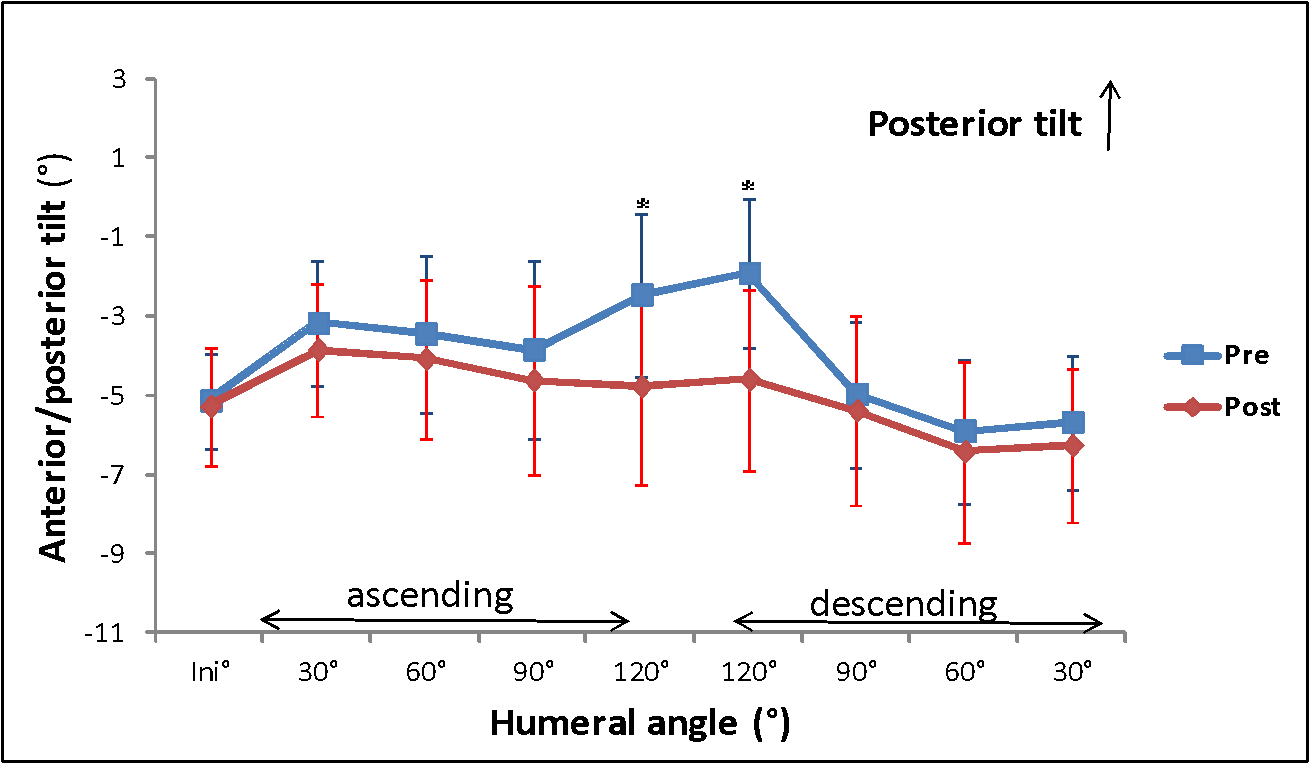 3
1
-1
-3
-5
-7
-9
-11
Anterior/posterior tilt (°)
Posterior tilt
*
*
Pre
Post
ascending
descending
Ini° 30° 60° 90° 120° 120° 90° 60° 30°
Humeral angle (°)